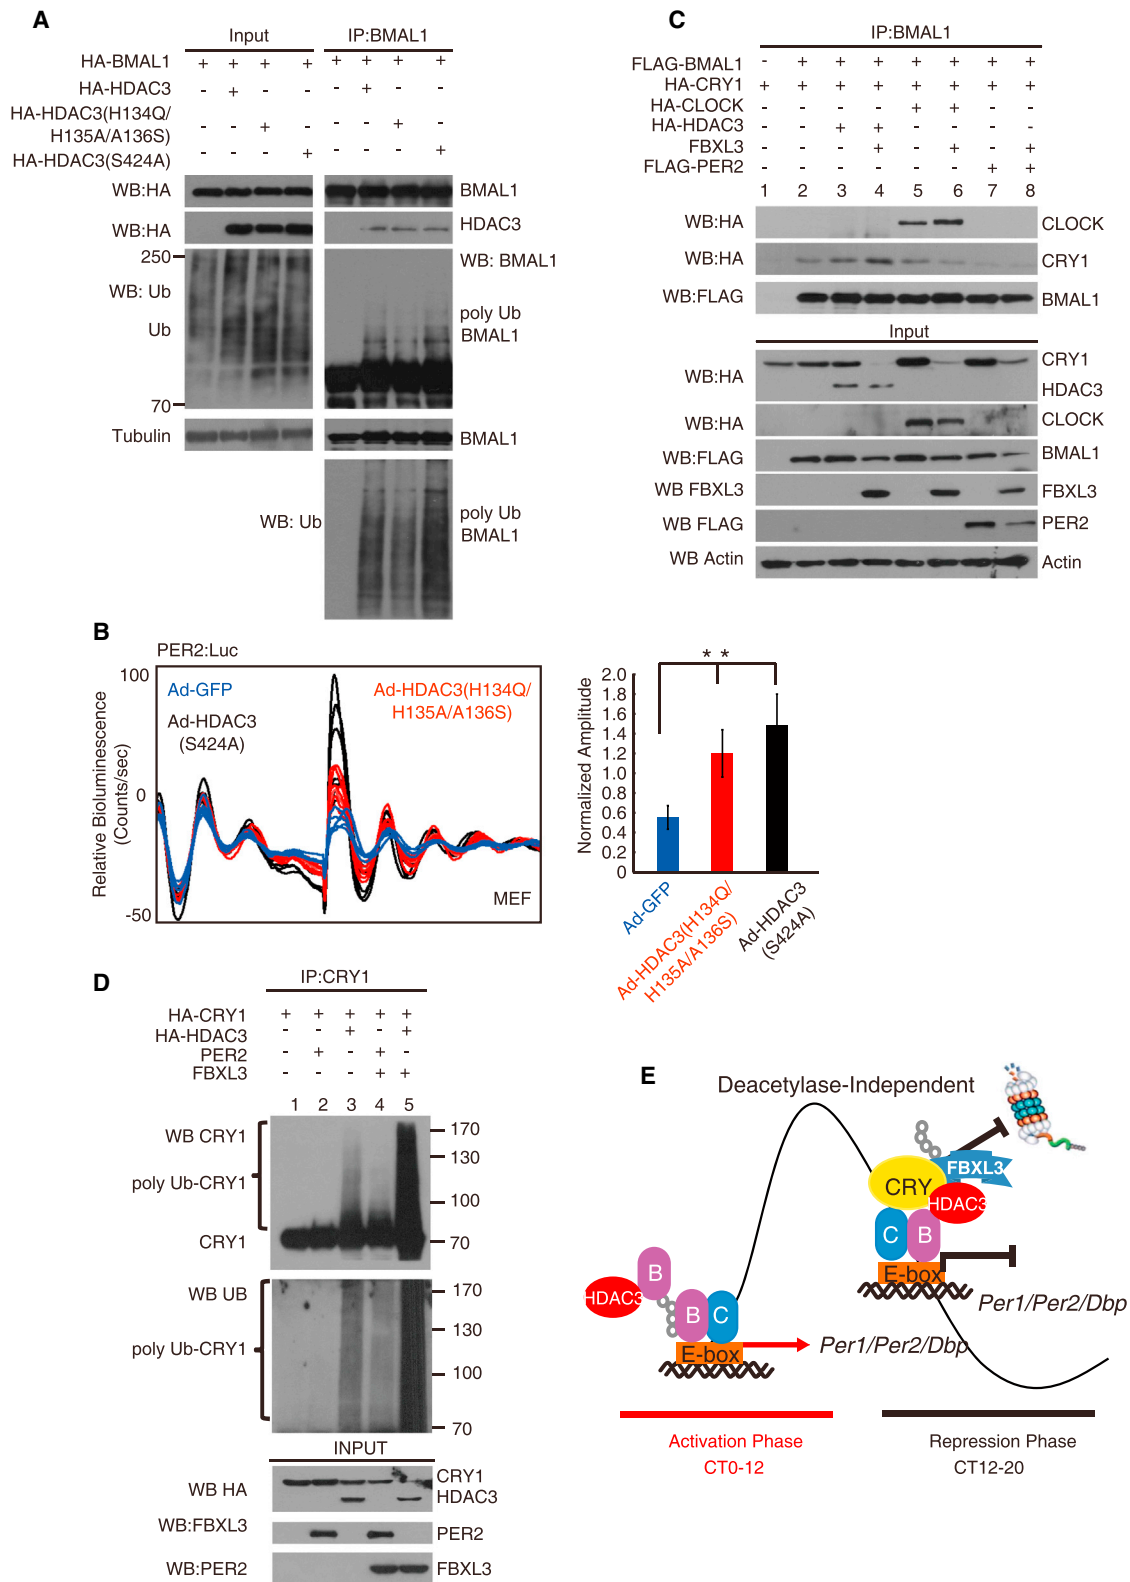 A
Input
IP:BMAL1
HA-BMAL1 + + + + + + + +
HA-HDAC3 - + - - - + - -
HA-HDAC3(H134Q/
H135A/A136S) - - + - - - + -
HA-HDAC3(S424A) - - - + - - - +
WB:HA
BMAL1
WB:HA
HDAC3
250
WB: BMAL1
WB: Ub
Ub
poly Ub
BMAL1
70
Tubulin
BMAL1
WB: Ub
poly Ub
BMAL1
C
IP:BMAL1
FLAG-BMAL1 - + + + + + + +
HA-CRY1 + + + + + + + +
HA-CLOCK - - - - + + - -
HA-HDAC3 - - + + - - - -
FBXL3 - - - + - + - +
FLAG-PER2 - - - - - - + +
1 2 3 4 5 6 7 8
WB:HA CLOCK
WB:HA CRY1
WB:FLAG BMAL1
Input
WB:HA
CRY1
HDAC3
WB:HA CLOCK
WB:FLAG BMAL1
WB FBXL3 FBXL3
WB FLAG PER2
WB Actin Actin
B
PER2:Luc
Relative Bioluminescence
(Counts/sec)
100
0
-50
Ad-GFP
Ad-HDAC3
(S424A)
Ad-HDAC3(H134Q/
H135A/A136S)
MEF
* *
Normalized Amplitude
2.0
1.8
1.6
1.4
1.2
1.0
0.8
0.6
0.4
0.2
0
Ad-GFP
Ad-HDAC3(H134Q/
H135A/A136S)
Ad-HDAC3
(S424A)
D
IP:CRY1
HA-CRY1 + + + + +
HA-HDAC3 - - + - +
PER2 - + - + -
FBXL3 - - - + +
1 2 3 4 5
WB CRY1
poly Ub-CRY1
CRY1
170
130
100
70
WB UB
poly Ub-CRY1
170
130
100
70
INPUT
WB HA
CRY1
HDAC3
WB:FBXL3
PER2
WB:PER2
FBXL3
E
Deacetylase-Independent
FBXL3
CRY
HDAC3
C B
E-box
Per1/Per2/Dbp
B
HDAC3
B C
E-box
Per1/Per2/Dbp
Activation Phase
CT0-12
Repression Phase
CT12-20